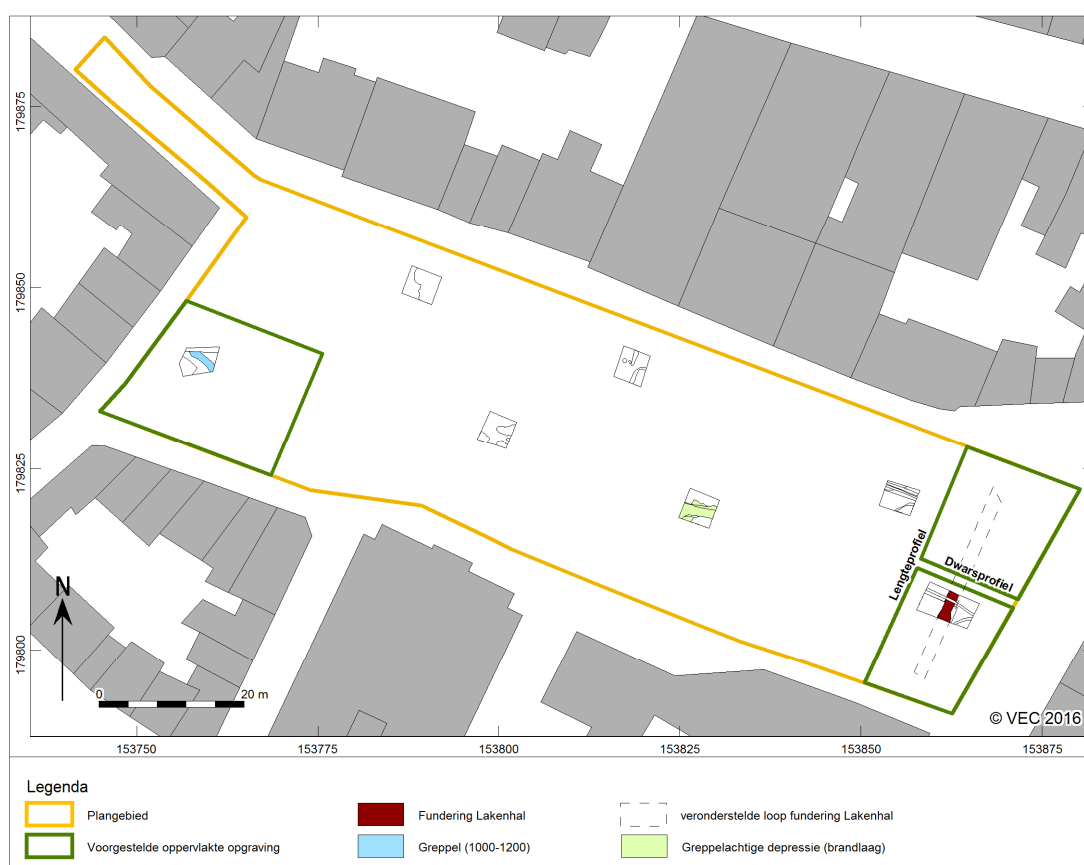 179875
179850
179825
179800
Lengteprofiel
Dwarsprofiel
N
0 20 m
© VEC 2016
153750 153775 153800 153825 153850 153875
Legenda
Plangebied
Fundering Lakenhal
veronderstelde loop fundering Lakenhal
Voorgestelde oppervlakte opgraving
Greppel (1000-1200)
Greppelachtige depressie (brandlaag)